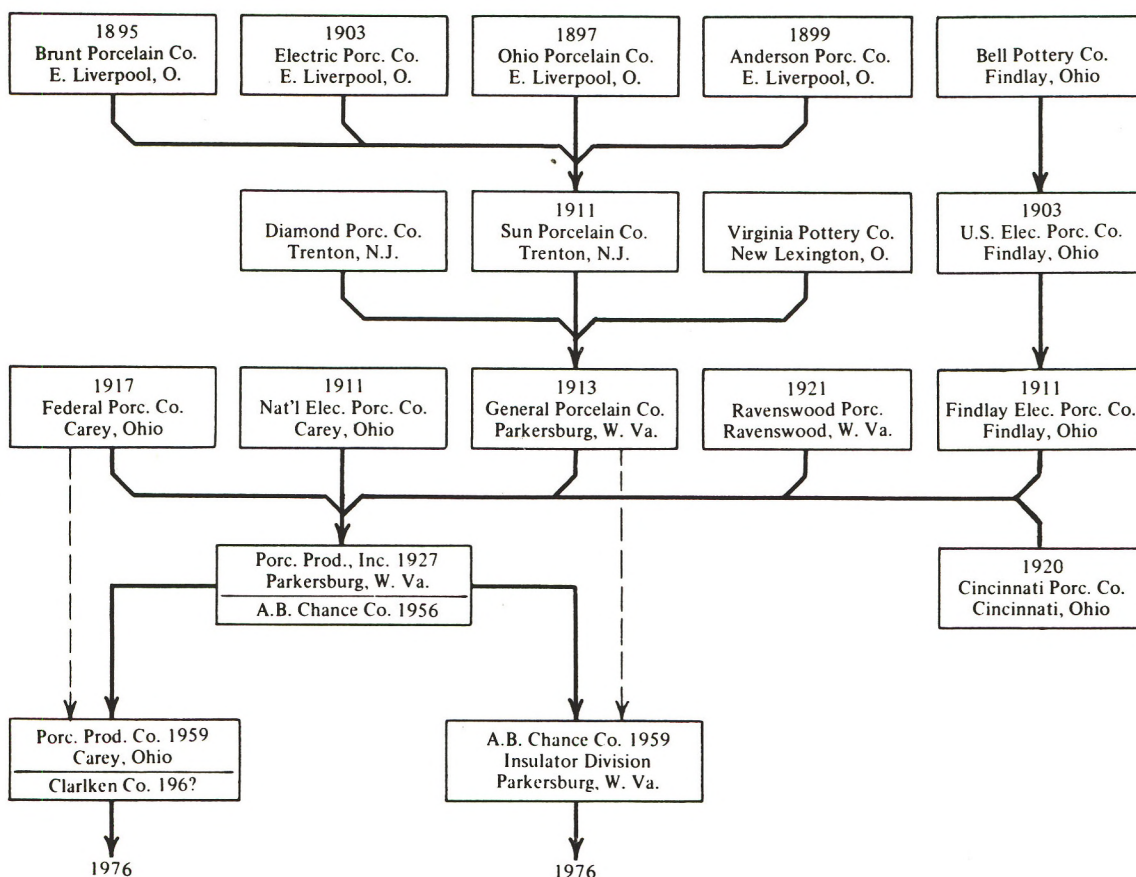 1895
Brunt Porcelain Co.
E. Liverpool, O.
1903
Electric Porc. Co.
E. Liverpool, O.
1897
Ohio Porcelain Co.
E. Liverpool, O.
1899
Anderson Porc. Co.
E. Liverpool, O.
Bell Pottery Co.
Findlay, Ohio
Diamond Porc. Co.
Trenton, N.J.
1911
Sun Porcelain Co.
Trenton, N.J.
Virginia Pottery Co.
New Lexington, O.
1903
U.S. Elec. Porc. Co.
Findlay, Ohio
1917
Federal Porc. Co.
Carey, Ohio
1911
Nat'l Elec. Porc. Co.
Carey, Ohio
1913
General Porcelain Co.
Parkersburg, W. Va.
1921
Ravenswood Porc.
Ravenswood, W. Va.
1911
Findlay Elec. Porc. Co.
Findlay, Ohio
Porc. Prod., Inc. 1927
Parkersburg, W. Va.
A.B. Chance Co. 1956
1920
Cincinnati Porc. Co.
Cincinnati, Ohio
Porc. Prod. Co. 1959
Carey, Ohio
Clarlken Co. 196?
A.B. Chance Co. 1959
Insulator Division
Parkersburg, W. Va.
1976
1976